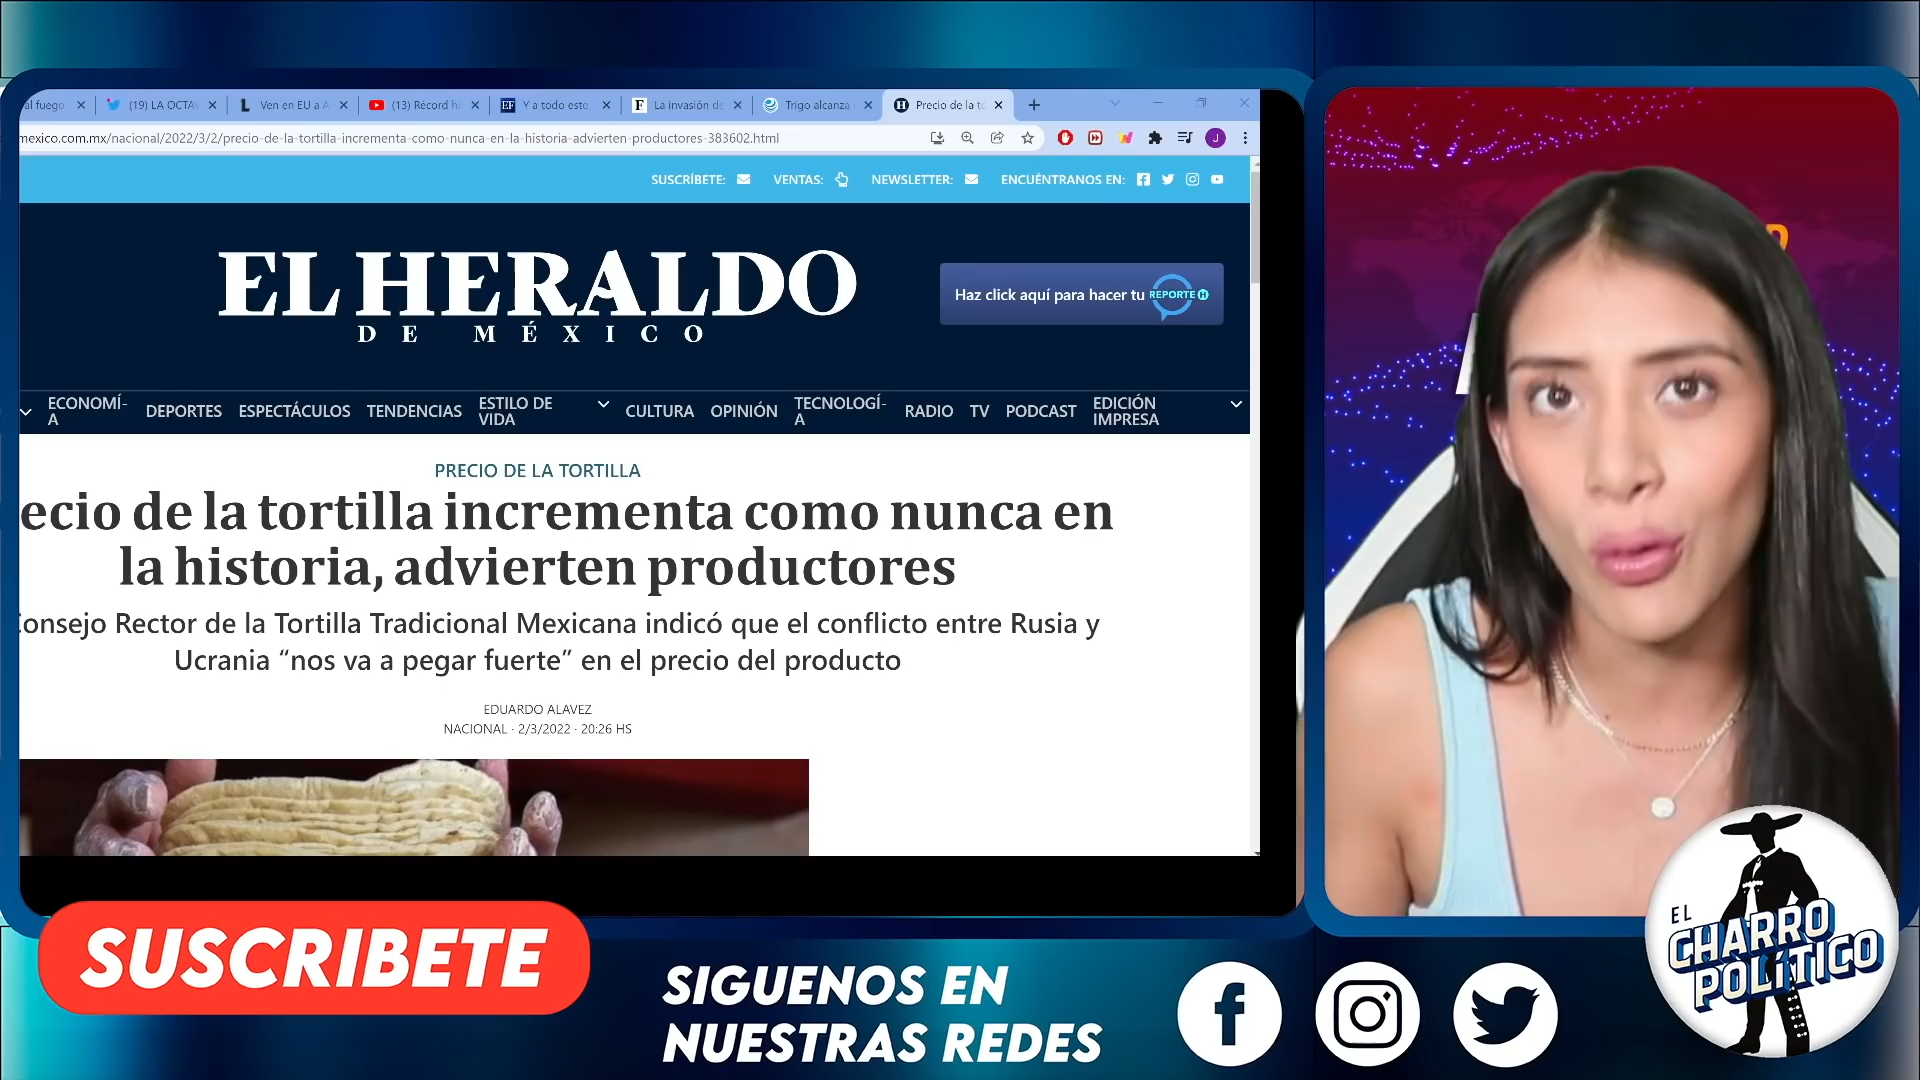 al fuego
(19) LA OCTAV
Ven en EU a A
(13) Récord hi
Y a todo esto,
La invasión de
Trigo alcanza
Precio de la to
mexico.com.mx/nacional/2022/3/2/precio-de-la-tortilla-incrementa-como-nunca-en-la-historia-advierten-productores-383602.html
SUSCRÍBETE: VENTAS: NEWSLETTER: ENCUÉNTRANOS EN:
EL HERALDO
DE MÉXICO
Haz click aquí para hacer tu REPORTE H
ECONOMÍ-
A
DEPORTES
ESPECTÁCULOS
TENDENCIAS
ESTILO DE
VIDA
CULTURA
OPINIÓN
TECNOLOGÍ-
A
RADIO
TV
PODCAST
EDICIÓN
IMPRESA
PRECIO DE LA TORTILLA
ecio de la tortilla incrementa como nunca en
la historia, advierten productores
Consejo Rector de la Tortilla Tradicional Mexicana indicó que el conflicto entre Rusia y
Ucrania “nos va a pegar fuerte” en el precio del producto
EDUARDO ALAVEZ
NACIONAL · 2/3/2022 · 20:26 HS
SUSCRIBETE
SIGUENOS EN
NUESTRAS REDES
EL
CHARRO
POLÍTICO